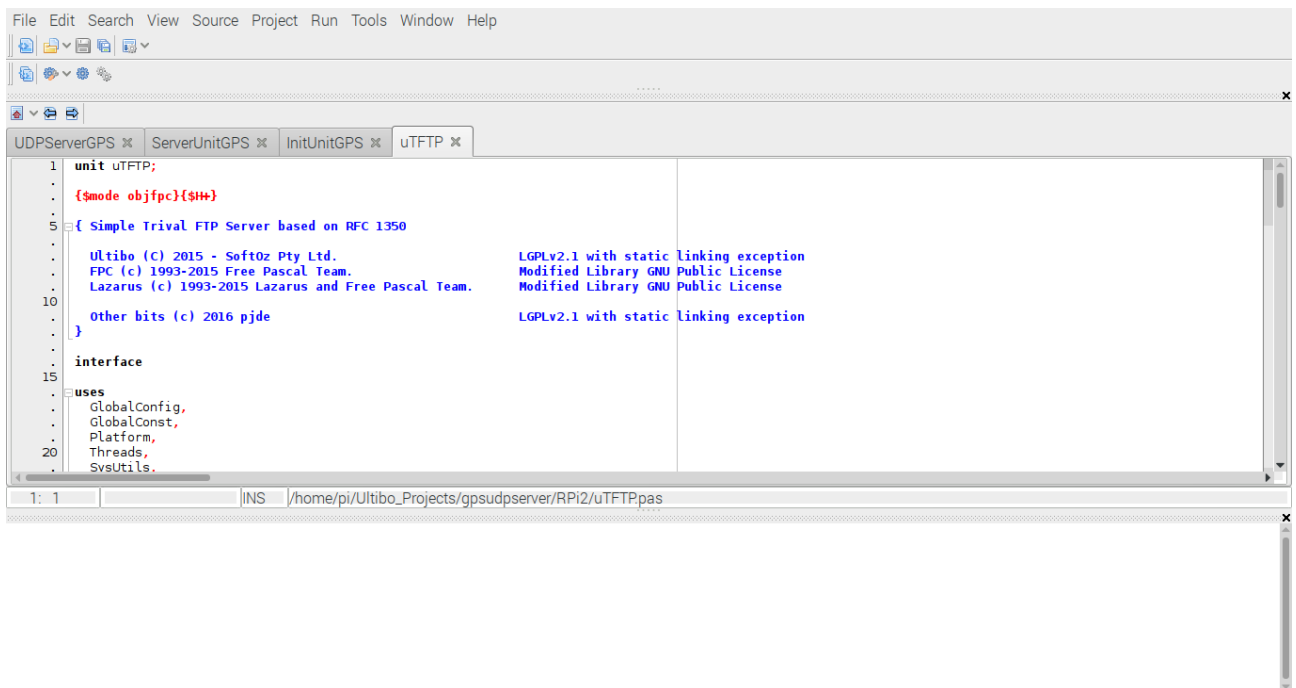 File Edit Search View Source Project Run Tools Window Help
UDPServerGPS ServerUnitGPS InitUnitGPS uTFTP
1 unit uTFTP;
.
. {$mode objfpc}{$H+}
.
5 { Simple Trival FTP Server based on RFC 1350
.
. Ultibo (C) 2015 - SoftOz Pty Ltd. LGPLv2.1 with static linking exception
. FPC (c) 1993-2015 Free Pascal Team. Modified Library GNU Public License
. Lazarus (c) 1993-2015 Lazarus and Free Pascal Team. Modified Library GNU Public License
10
. Other bits (c) 2016 pjde LGPLv2.1 with static linking exception
. }
.
. interface
15
. uses
. GlobalConfig,
. GlobalConst,
. Platform,
20 Threads,
. SysUtils,
1: 1 INS /home/pi/Ultibo_Projects/gpsudpserver/RPi2/uTFTP.pas